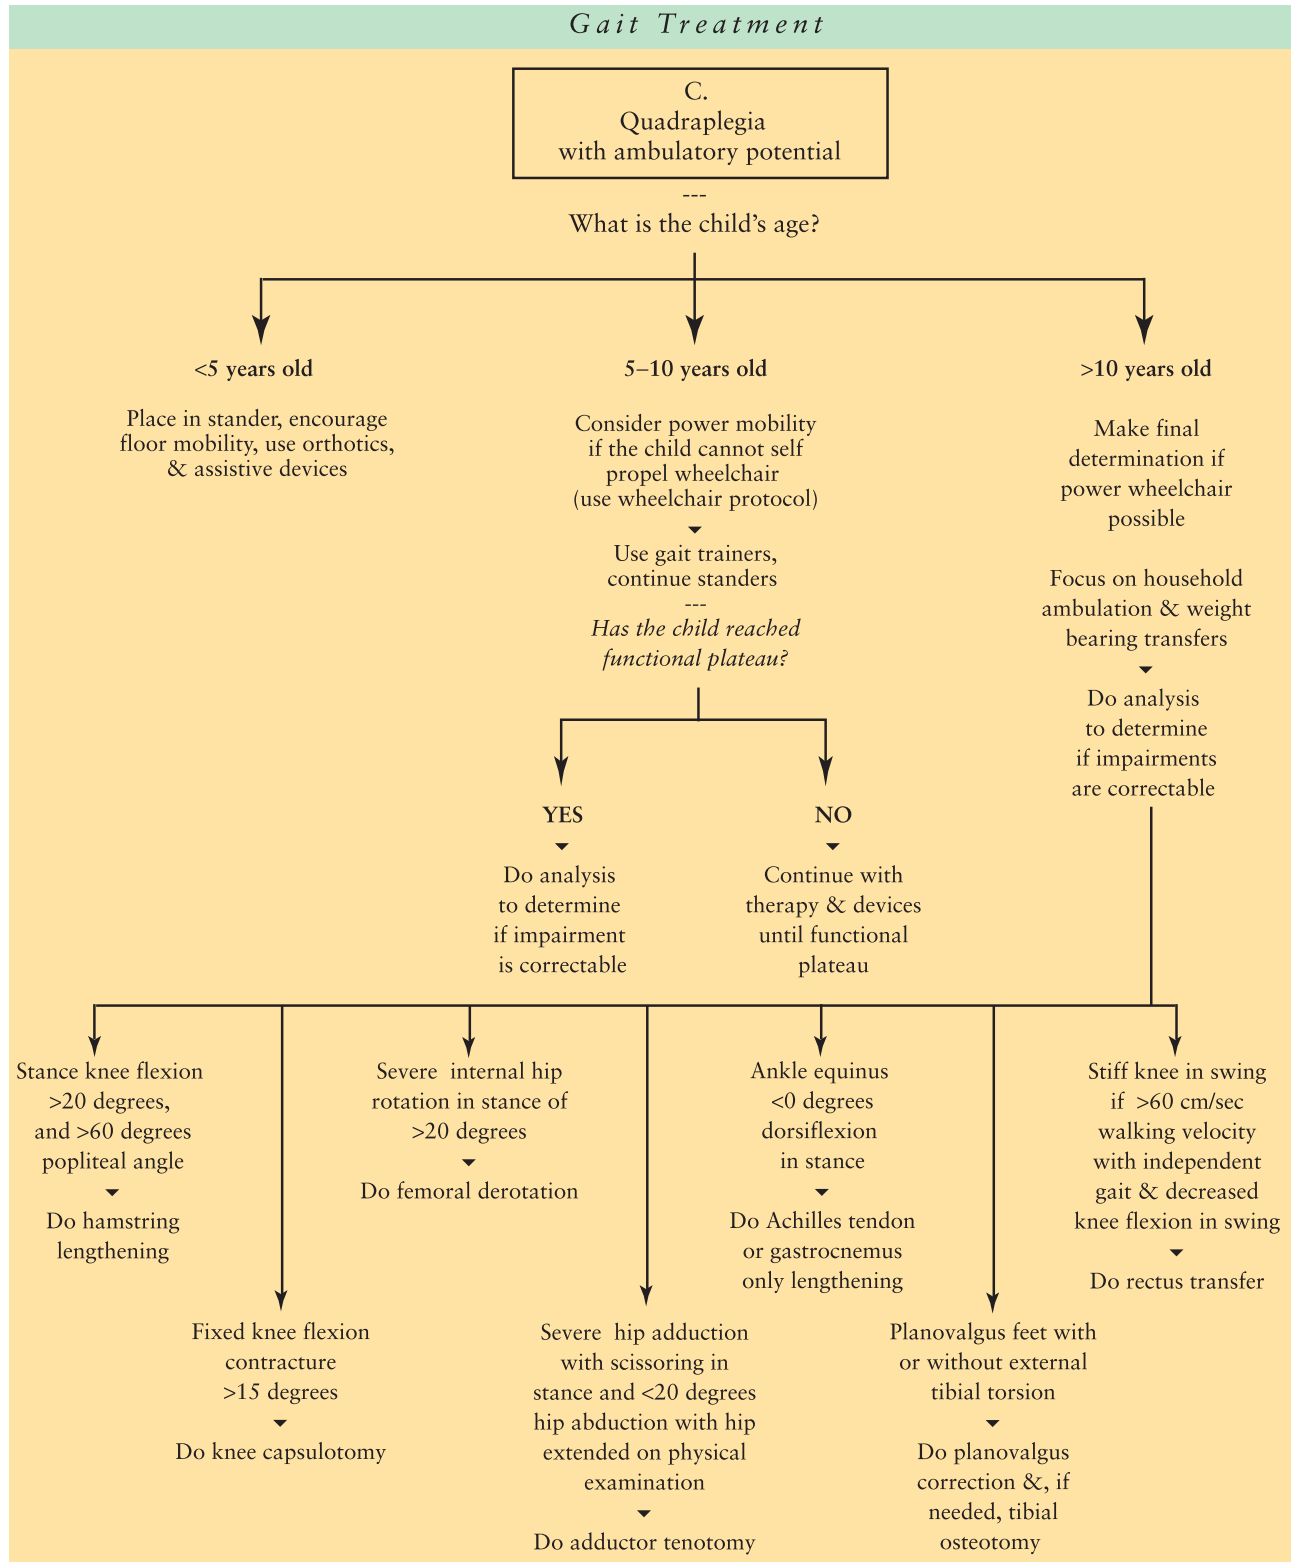 Gait Treatment
C.
Quadraplegia
with ambulatory potential
---
What is the child's age?
<5 years old
Place in stander, encourage
floor mobility, use orthotics,
& assistive devices
5–10 years old
Consider power mobility
if the child cannot self
propel wheelchair
(use wheelchair protocol)
Use gait trainers,
continue standers
---
Has the child reached
functional plateau?
YES
Do analysis
to determine
if impairment
is correctable
NO
Continue with
therapy & devices
until functional
plateau
>10 years old
Make final
determination if
power wheelchair
possible
Focus on household
ambulation & weight
bearing transfers
Do analysis
to determine
if impairments
are correctable
Stance knee flexion
>20 degrees,
and >60 degrees
popliteal angle
Do hamstring
lengthening
Fixed knee flexion
contracture
>15 degrees
Do knee capsulotomy
Severe internal hip
rotation in stance of
>20 degrees
Do femoral derotation
Severe hip adduction
with scissoring in
stance and <20 degrees
hip abduction with hip
extended on physical
examination
Do adductor tenotomy
Ankle equinus
<0 degrees
dorsiflexion
in stance
Do Achilles tendon
or gastrocnemus
only lengthening
Planovalgus feet with
or without external
tibial torsion
Do planovalgus
correction &, if
needed, tibial
osteotomy
Stiff knee in swing
if >60 cm/sec
walking velocity
with independent
gait & decreased
knee flexion in swing
Do rectus transfer